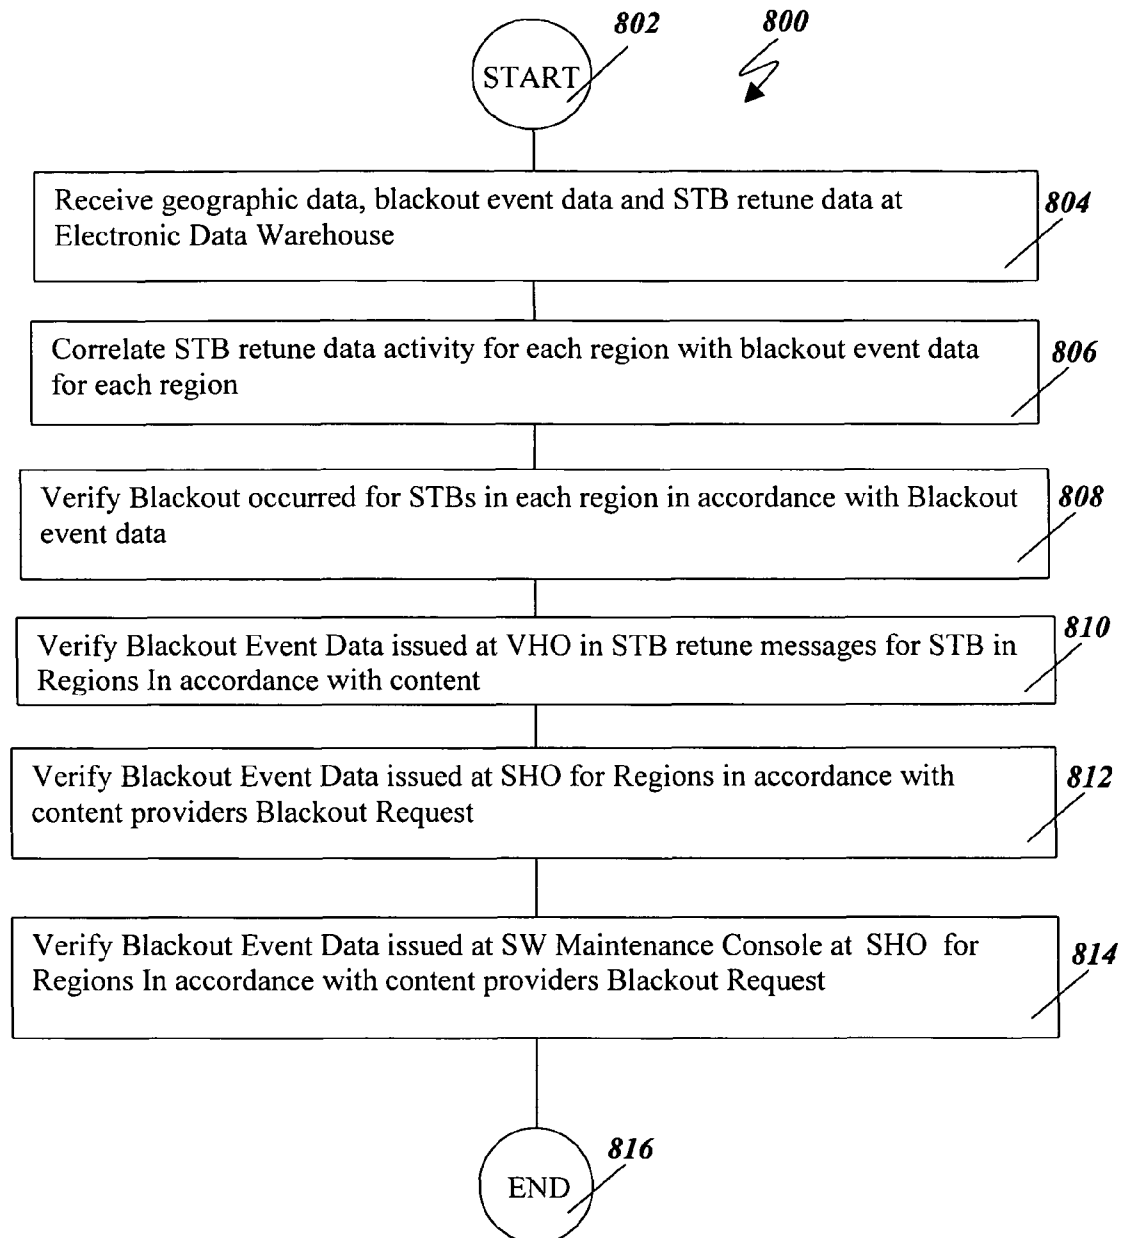 802
800
START
Receive geographic data, blackout event data and STB retune data at
Electronic Data Warehouse
804
Correlate STB retune data activity for each region with blackout event data
for each region
806
Verify Blackout occurred for STBs in each region in accordance with Blackout
event data
808
Verify Blackout Event Data issued at VHO in STB retune messages for STB in
Regions In accordance with content
810
Verify Blackout Event Data issued at SHO for Regions in accordance with
content providers Blackout Request
812
Verify Blackout Event Data issued at SW Maintenance Console at SHO for
Regions In accordance with content providers Blackout Request
814
816
END